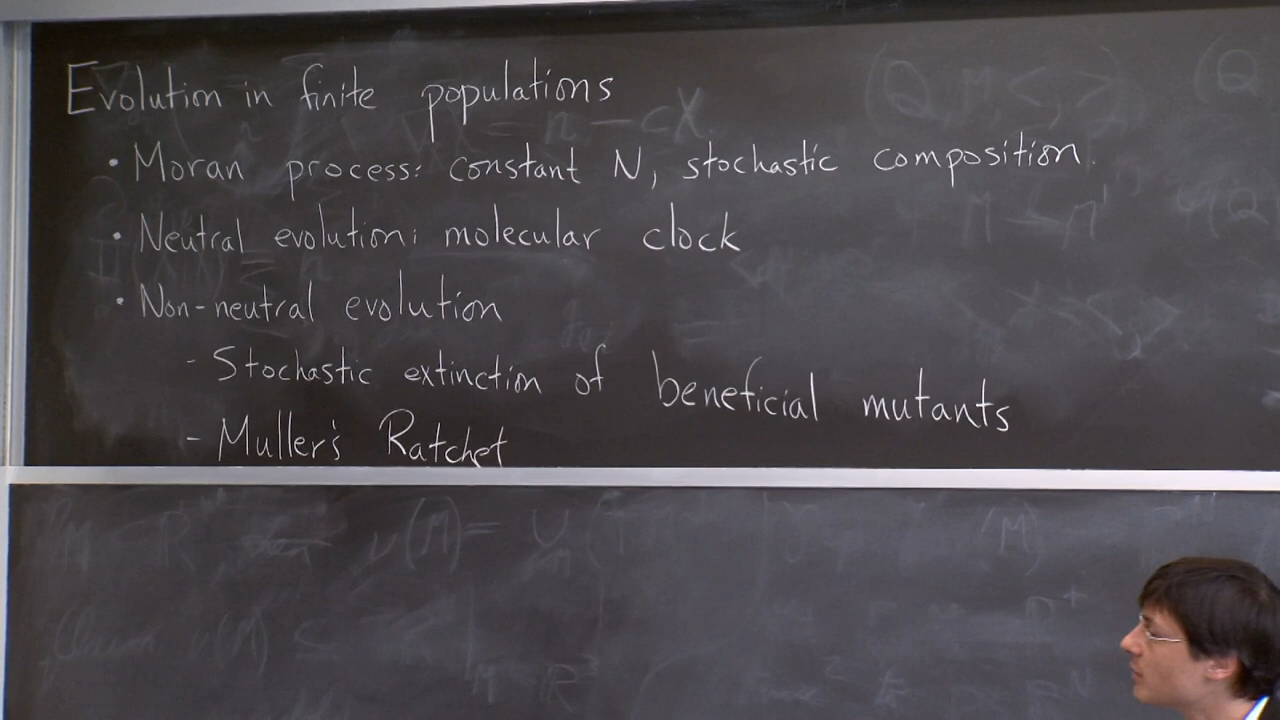 Evolution in finite populations
• Moran process: constant N, stochastic composition.
• Neutral evolution: molecular clock
• Non-neutral evolution
- Stochastic extinction of beneficial mutants
- Muller's Ratchet